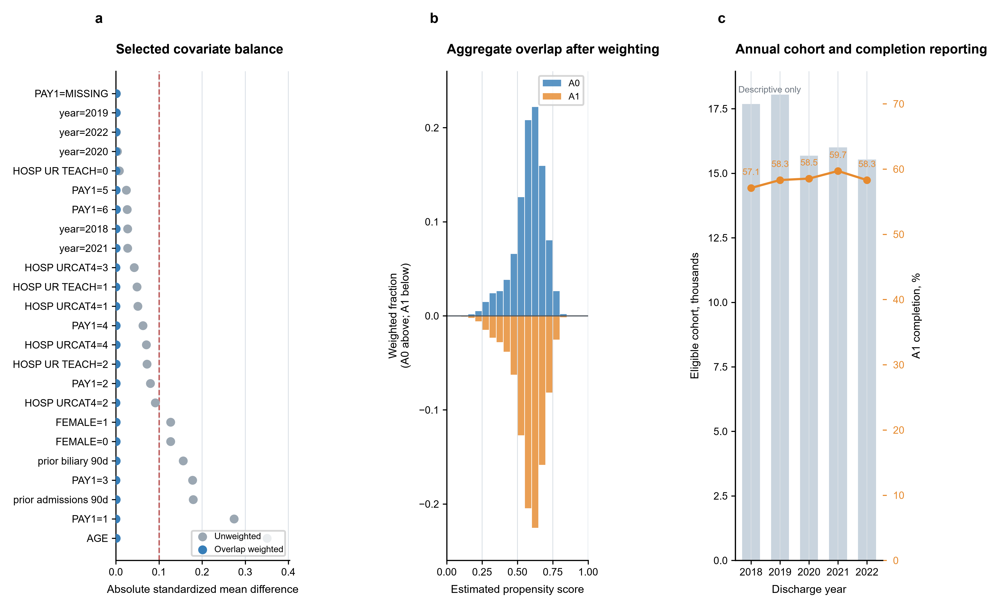 a
Selected covariate balance
PAY1=MISSING
year=2019
year=2022
year=2020
HOSP UR TEACH=0
PAY1=5
PAY1=6
year=2018
year=2021
HOSP URCAT4=3
HOSP UR TEACH=1
HOSP URCAT4=1
PAY1=4
HOSP URCAT4=4
HOSP UR TEACH=2
PAY1=2
HOSP URCAT4=2
FEMALE=1
FEMALE=0
prior biliary 90d
PAY1=3
prior admissions 90d
PAY1=1
AGE
Unweighted
Overlap weighted
0.0 0.1 0.2 0.3 0.4
Absolute standardized mean difference
b
Aggregate overlap after weighting
A0
A1
0.2
0.1
0.0
−0.1
−0.2
Weighted fraction
(A0 above; A1 below)
0.00 0.25 0.50 0.75 1.00
Estimated propensity score
c
Annual cohort and completion reporting
Descriptive only
17.5
15.0
12.5
10.0
7.5
5.0
2.5
0.0
Eligible cohort, thousands
57.1 58.3 58.5 59.7 58.3
70
60
50
40
30
20
10
0
A1 completion, %
2018 2019 2020 2021 2022
Discharge year